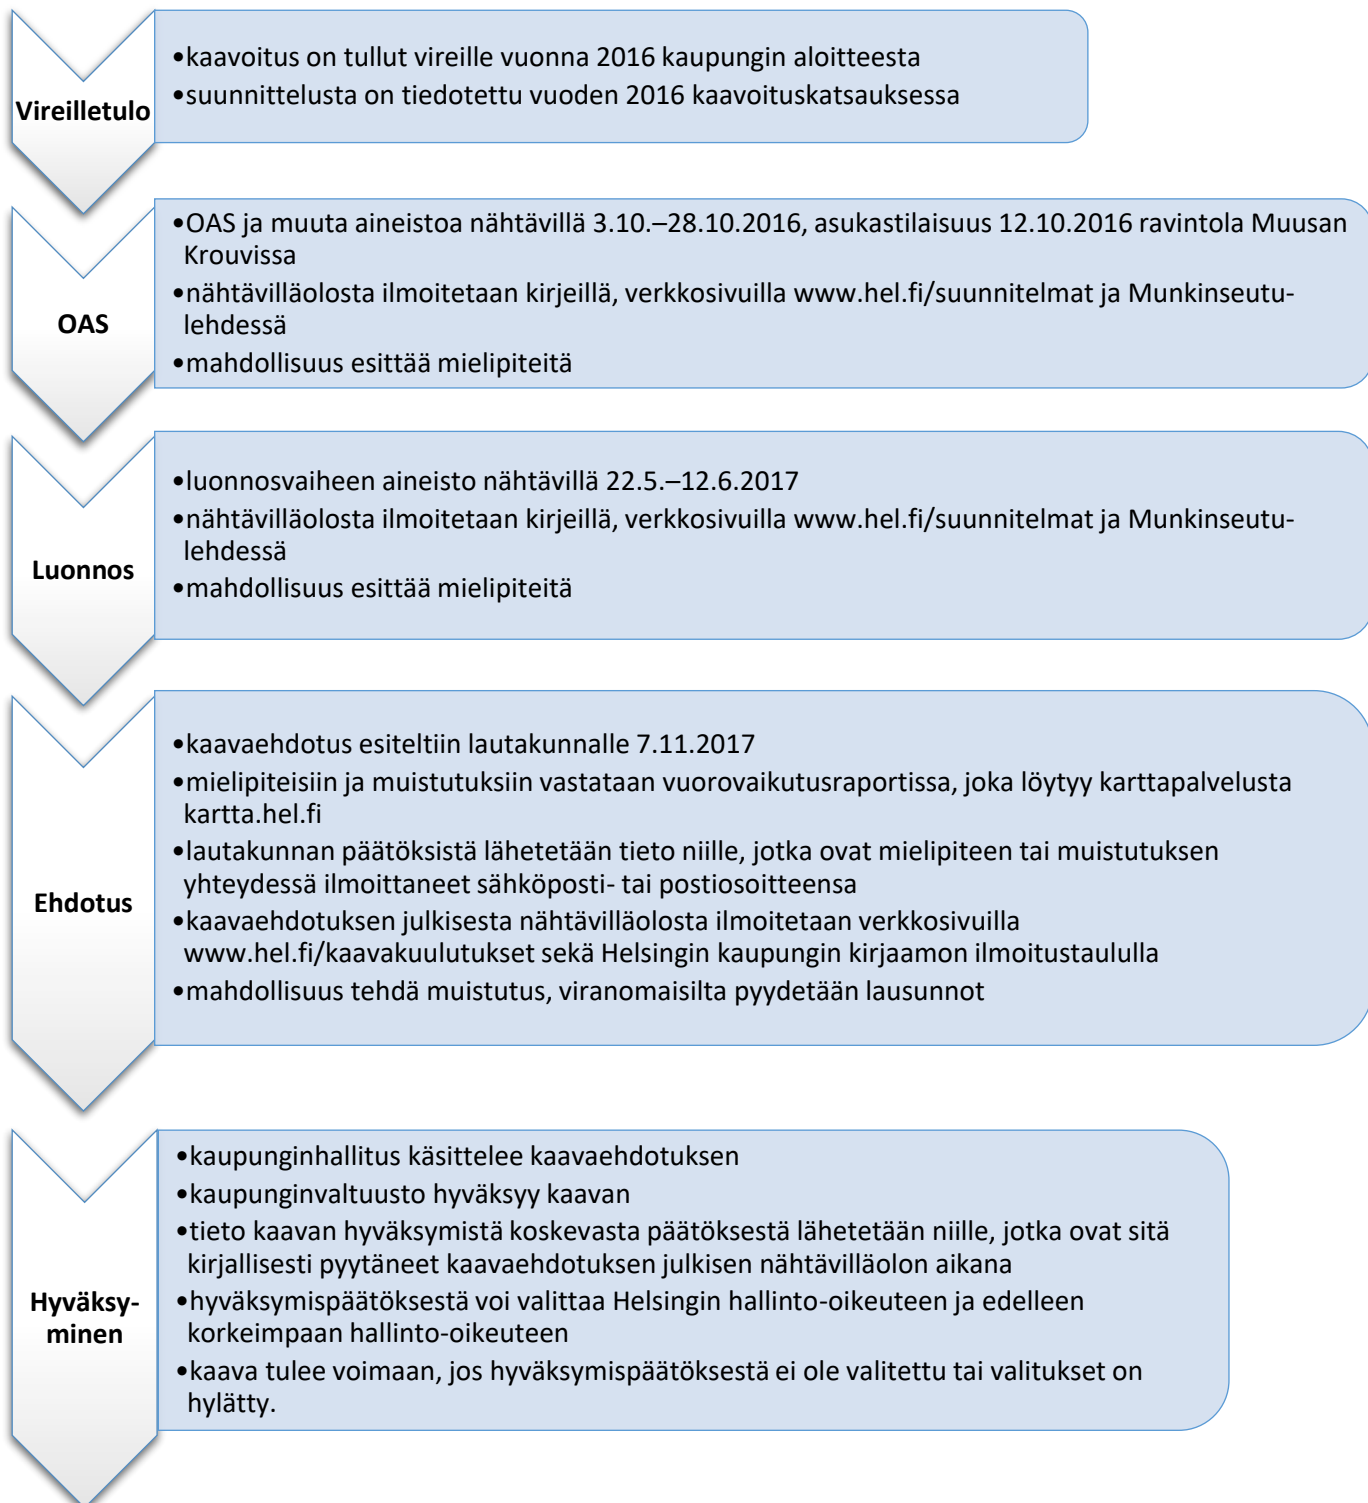 Vireilletulo
•kaavoitus on tullut vireille vuonna 2016 kaupungin aloitteesta
•suunnittelusta on tiedotettu vuoden 2016 kaavoituskatsauksessa
OAS
•OAS ja muuta aineistoa nähtävillä 3.10.–28.10.2016, asukastilaisuus 12.10.2016 ravintola Muusan
Krouvissa
•nähtävilläolosta ilmoitetaan kirjeillä, verkkosivuilla www.hel.fi/suunnitelmat ja Munkinseutu-
lehdessä
•mahdollisuus esittää mielipiteitä
Luonnos
•luonnosvaiheen aineisto nähtävillä 22.5.–12.6.2017
•nähtävilläolosta ilmoitetaan kirjeillä, verkkosivuilla www.hel.fi/suunnitelmat ja Munkinseutu-
lehdessä
•mahdollisuus esittää mielipiteitä
Ehdotus
•kaavaehdotus esiteltiin lautakunnalle 7.11.2017
•mielipiteisiin ja muistutuksiin vastataan vuorovaikutusraportissa, joka löytyy karttapalvelusta
kartta.hel.fi
•lautakunnan päätöksistä lähetetään tieto niille, jotka ovat mielipiteen tai muistutuksen
yhteydessä ilmoittaneet sähköposti- tai postiosoitteensa
•kaavaehdotuksen julkisesta nähtävilläolosta ilmoitetaan verkkosivuilla
www.hel.fi/kaavakuulutukset sekä Helsingin kaupungin kirjaamon ilmoitustaululla
•mahdollisuus tehdä muistutus, viranomaisilta pyydetään lausunnot
Hyväksy-
minen
•kaupunginhallitus käsittelee kaavaehdotuksen
•kaupunginvaltuusto hyväksyy kaavan
•tieto kaavan hyväksymistä koskevasta päätöksestä lähetetään niille, jotka ovat sitä
kirjallisesti pyytäneet kaavaehdotuksen julkisen nähtävilläolon aikana
•hyväksymispäätöksestä voi valittaa Helsingin hallinto-oikeuteen ja edelleen
korkeimpaan hallinto-oikeuteen
•kaava tulee voimaan, jos hyväksymispäätöksestä ei ole valitettu tai valitukset on
hylätty.